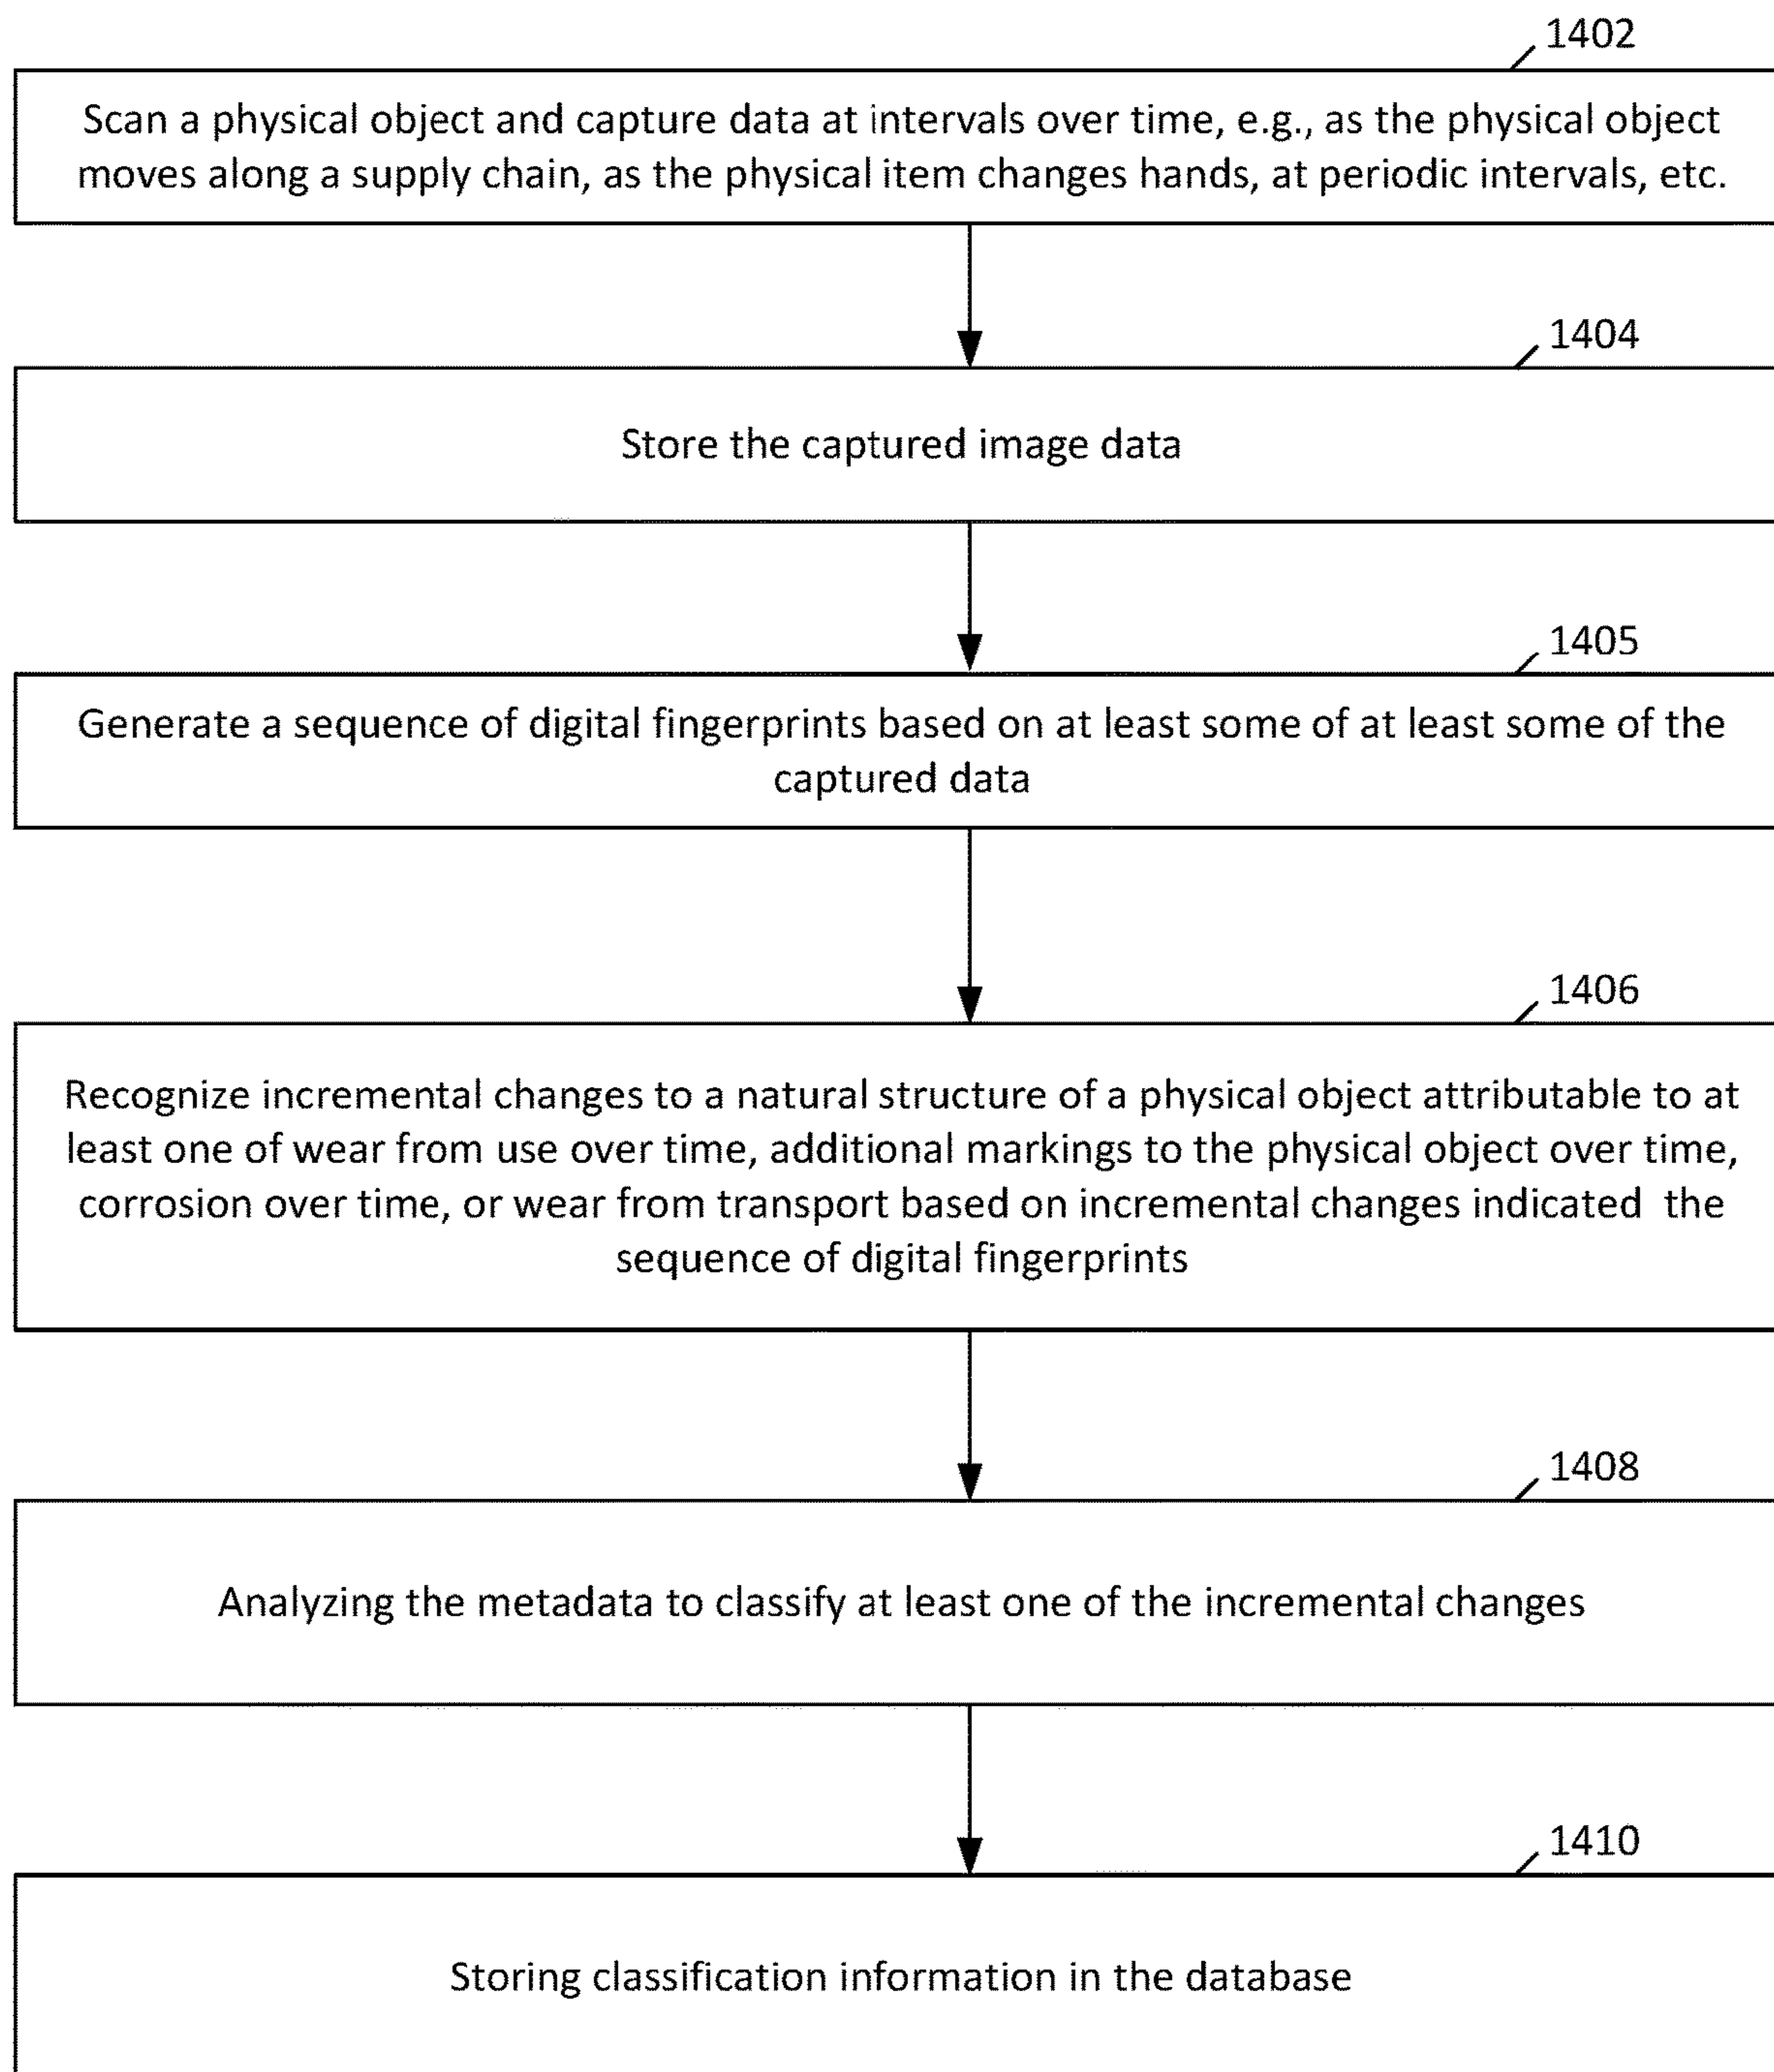 1402
Scan a physical object and capture data at intervals over time, e.g., as the physical object
moves along a supply chain, as the physical item changes hands, at periodic intervals, etc.
1404
Store the captured image data
1405
Generate a sequence of digital fingerprints based on at least some of at least some of the
captured data
1406
Recognize incremental changes to a natural structure of a physical object attributable to at
least one of wear from use over time, additional markings to the physical object over time,
corrosion over time, or wear from transport based on incremental changes indicated the
sequence of digital fingerprints
1408
Analyzing the metadata to classify at least one of the incremental changes
1410
Storing classification information in the database